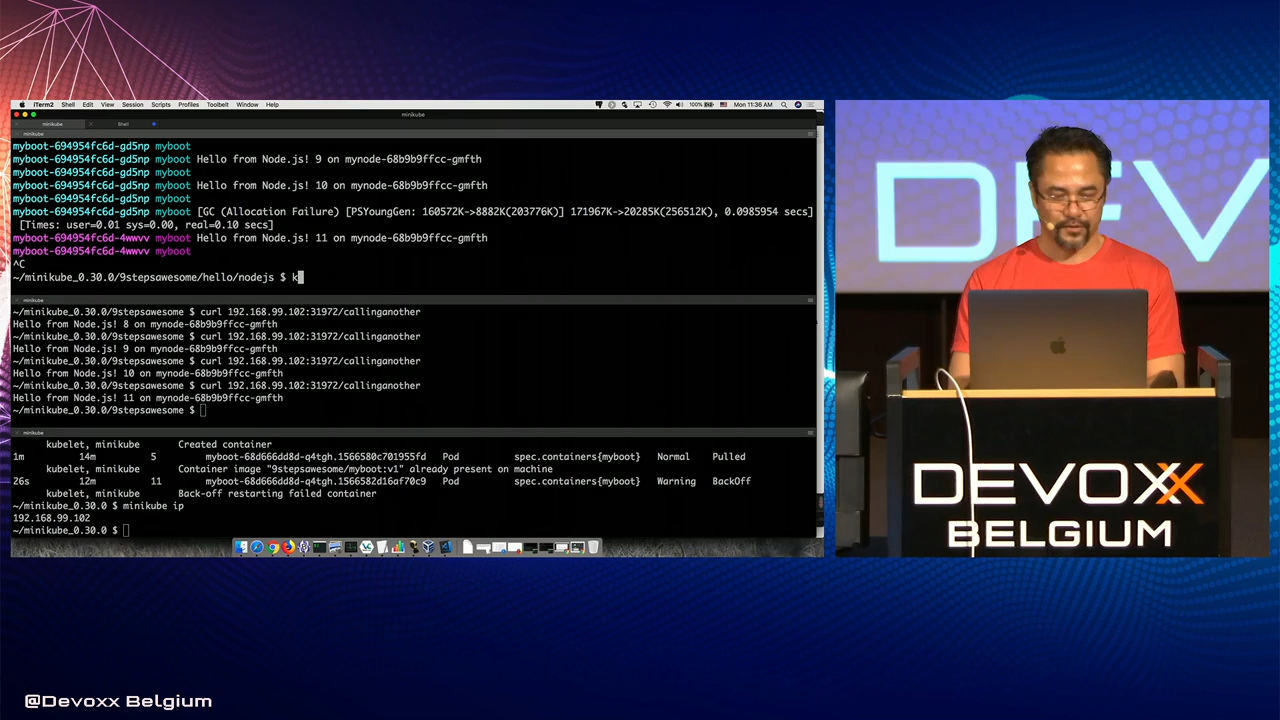 iTerm2 Shell Edit View Session Scripts Profiles Toolbelt Window Help 100% Mon 11:36 AM
minikube
minikube Shell
minikube
myboot-694954fc6d-gd5np myboot
myboot-694954fc6d-gd5np myboot Hello from Node.js! 9 on mynode-68b9b9ffcc-gmfth
myboot-694954fc6d-gd5np myboot
myboot-694954fc6d-gd5np myboot Hello from Node.js! 10 on mynode-68b9b9ffcc-gmfth
myboot-694954fc6d-gd5np myboot
myboot-694954fc6d-gd5np myboot [GC (Allocation Failure) [PSYoungGen: 160572K->8882K(203776K)] 171967K->20285K(256512K), 0.0985954 secs]
[Times: user=0.01 sys=0.00, real=0.10 secs]
myboot-694954fc6d-4wwvv myboot Hello from Node.js! 11 on mynode-68b9b9ffcc-gmfth
myboot-694954fc6d-4wwvv myboot
^C
~/minikube_0.30.0/9stepsawesome/hello/nodejs $ k
minikube
~/minikube_0.30.0/9stepsawesome $ curl 192.168.99.102:31972/callinganother
Hello from Node.js! 8 on mynode-68b9b9ffcc-gmfth
~/minikube_0.30.0/9stepsawesome $ curl 192.168.99.102:31972/callinganother
Hello from Node.js! 9 on mynode-68b9b9ffcc-gmfth
~/minikube_0.30.0/9stepsawesome $ curl 192.168.99.102:31972/callinganother
Hello from Node.js! 10 on mynode-68b9b9ffcc-gmfth
~/minikube_0.30.0/9stepsawesome $ curl 192.168.99.102:31972/callinganother
Hello from Node.js! 11 on mynode-68b9b9ffcc-gmfth
~/minikube_0.30.0/9stepsawesome $
minikube
kubelet, minikube Created container
1m 14m 5 myboot-68d666dd8d-q4tgh.1566580c701955fd Pod spec.containers{myboot} Normal Pulled
kubelet, minikube Container image "9stepsawesome/myboot:v1" already present on machine
26s 12m 11 myboot-68d666dd8d-q4tgh.1566582d16af70c9 Pod spec.containers{myboot} Warning BackOff
kubelet, minikube Back-off restarting failed container
~/minikube_0.30.0 $ minikube ip
192.168.99.102
~/minikube_0.30.0 $
DEV
DEVOXX
BELGIUM
@Devoxx Belgium